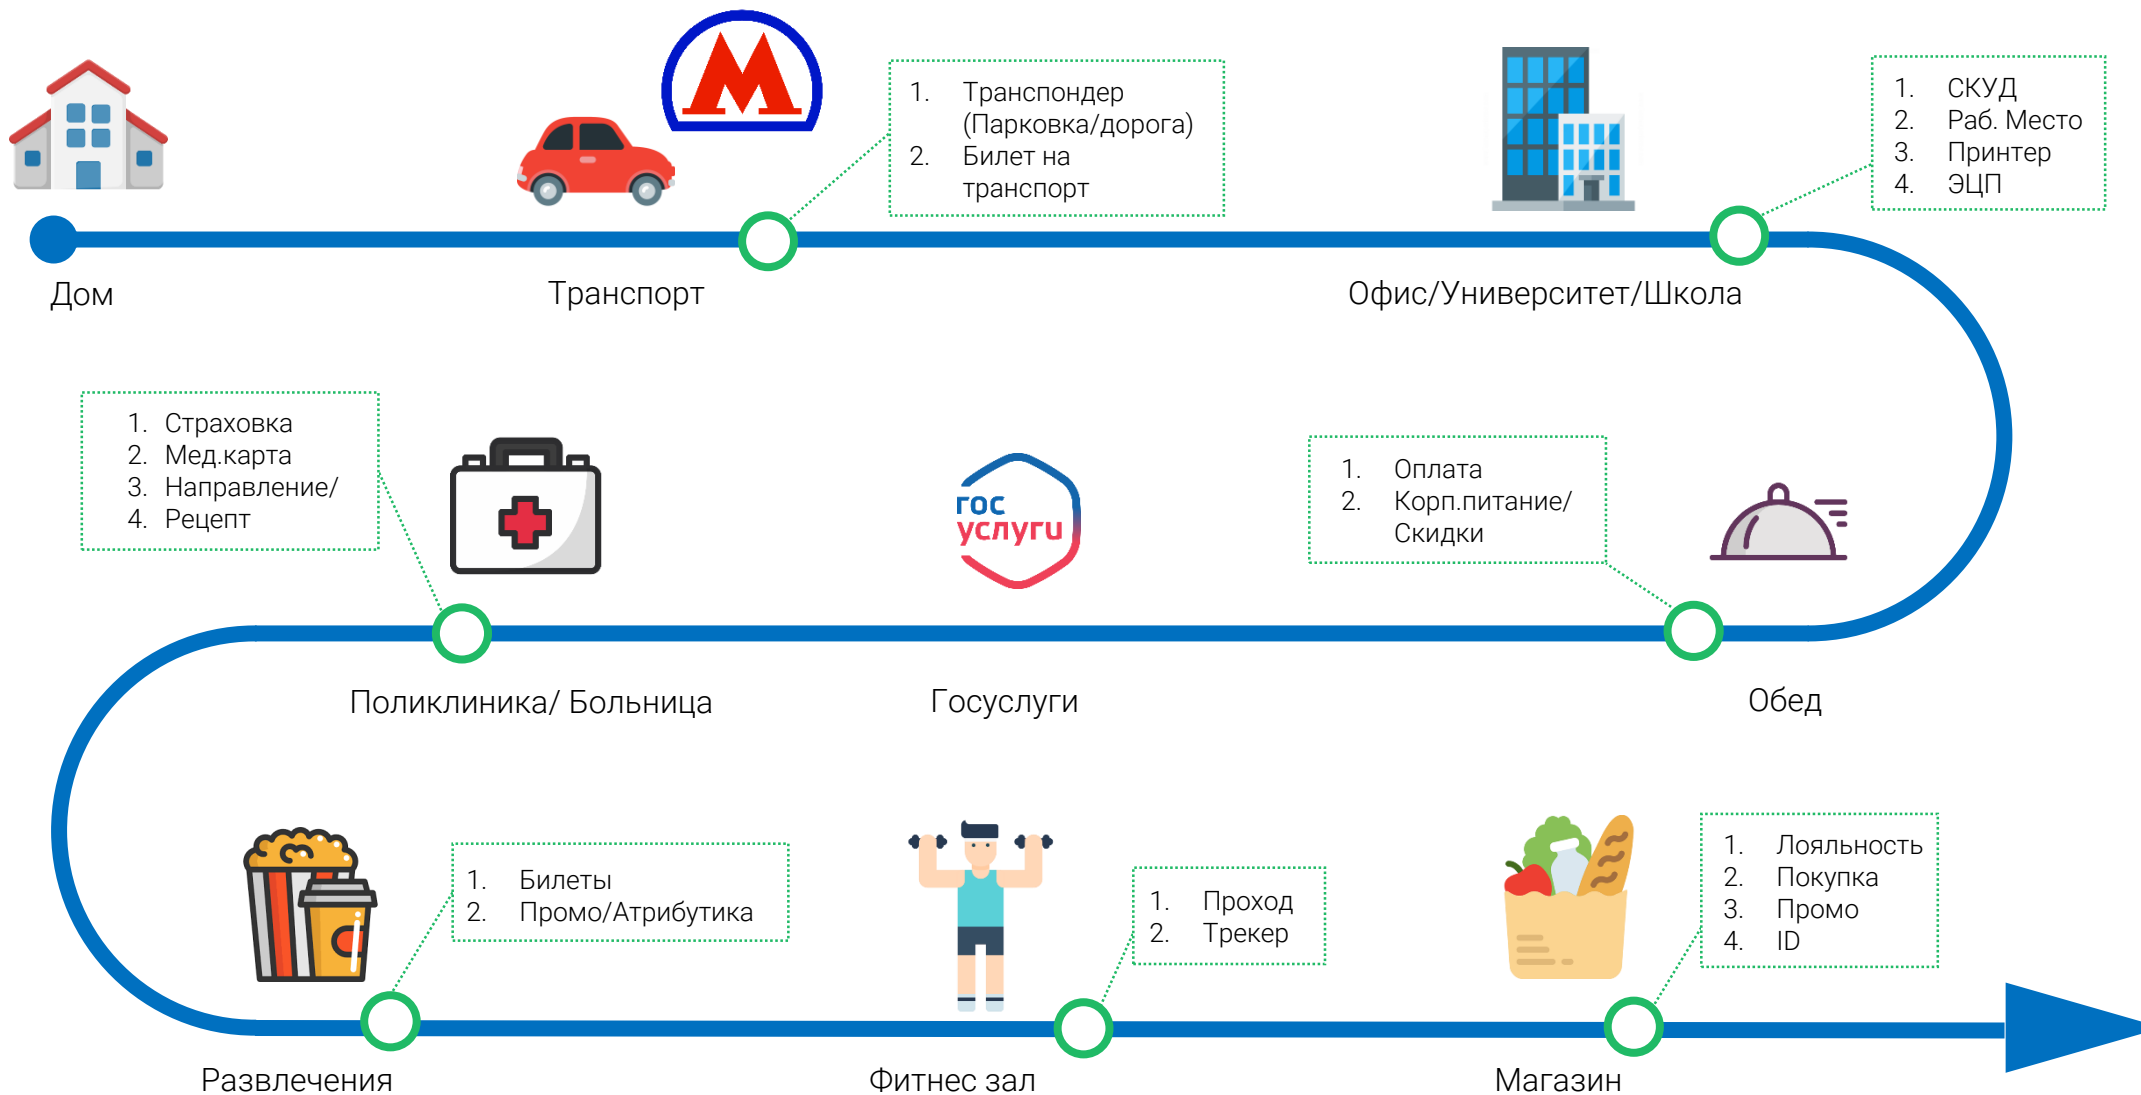 М
1. Транспондер
(Парковка/дорога)
2. Билет на
транспорт
1. СКУД
2. Раб. Место
3. Принтер
4. ЭЦП
Дом
Транспорт
Офис/Университет/Школа
1. Страховка
2. Мед.карта
3. Направление/
4. Рецепт
гос
услуги
1. Оплата
2. Корп.питание/
Скидки
Поликлиника/ Больница
Госуслуги
Обед
1. Билеты
2. Промо/Атрибутика
1. Проход
2. Трекер
1. Лояльность
2. Покупка
3. Промо
4. ID
Развлечения
Фитнес зал
Магазин